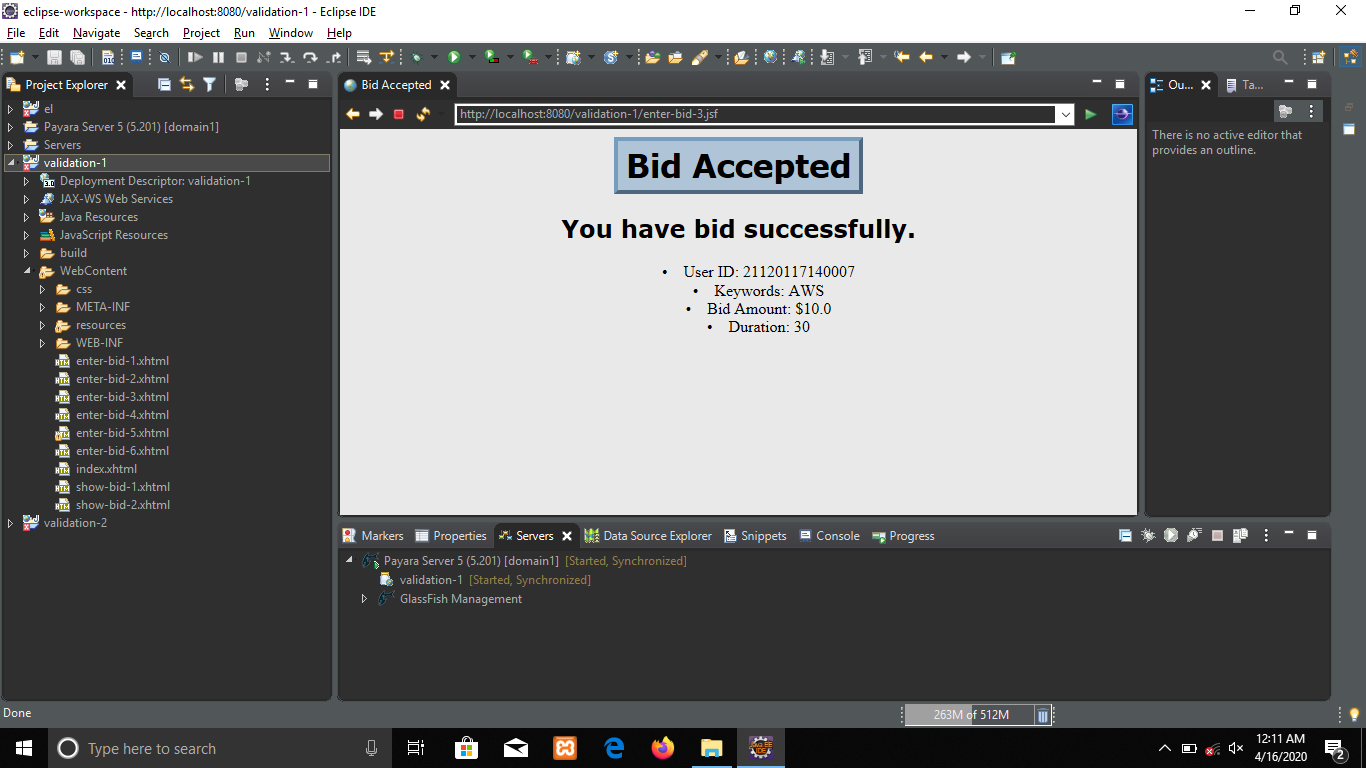 eclipse-workspace - http://localhost:8080/validation-1 - Eclipse IDE
File Edit Navigate Search Project Run Window Help
Project Explorer
el
Payara Server 5 (5.201) [domain1]
Servers
validation-1
Deployment Descriptor: validation-1
JAX-WS Web Services
Java Resources
JavaScript Resources
build
WebContent
css
META-INF
resources
WEB-INF
enter-bid-1.xhtml
enter-bid-2.xhtml
enter-bid-3.xhtml
enter-bid-4.xhtml
enter-bid-5.xhtml
enter-bid-6.xhtml
index.xhtml
show-bid-1.xhtml
show-bid-2.xhtml
validation-2
Bid Accepted
http://localhost:8080/validation-1/enter-bid-3.jsf
Bid Accepted
You have bid successfully.
• User ID: 21120117140007
• Keywords: AWS
• Bid Amount: $10.0
• Duration: 30
Ou... Ta...
There is no active editor that
provides an outline.
Markers Properties Servers Data Source Explorer Snippets Console Progress
Payara Server 5 (5.201) [domain1] [Started, Synchronized]
validation-1 [Started, Synchronized]
GlassFish Management
Done
263M of 512M
Type here to search
12:11 AM
4/16/2020
2